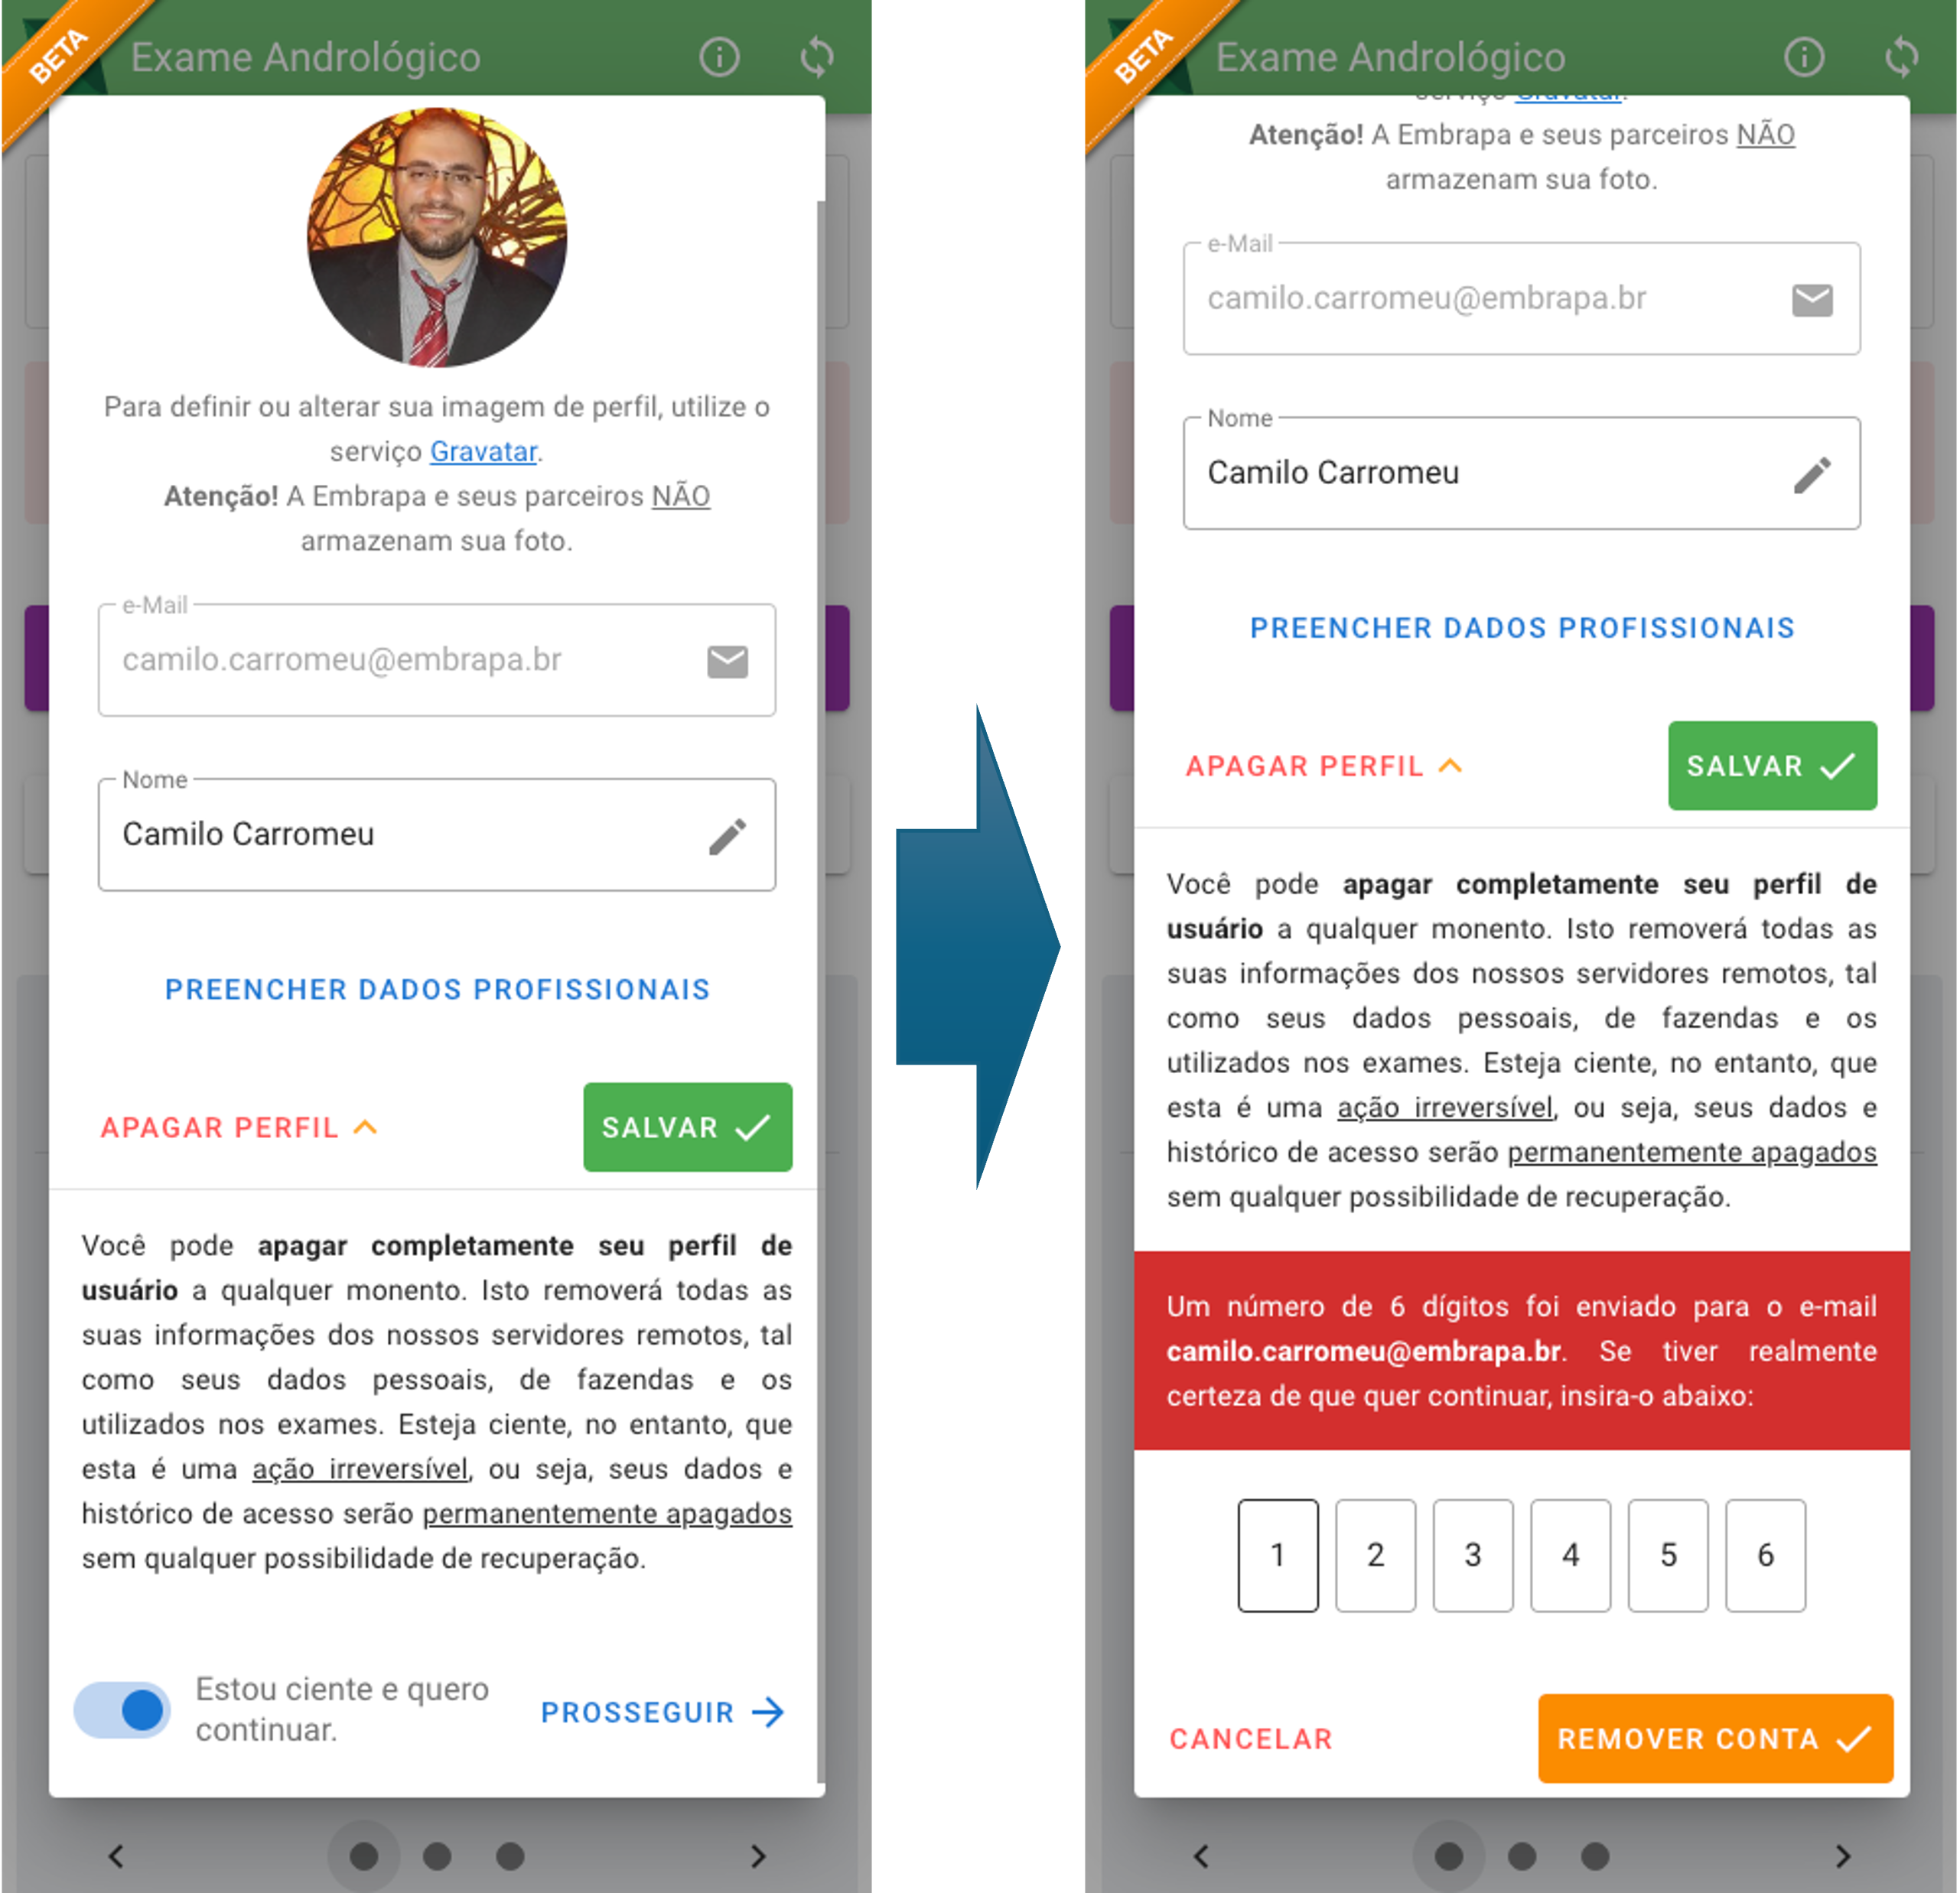 BETA
Exame Andrológico
Para definir ou alterar sua imagem de perfil, utilize o
serviço Gravatar.
Atenção! A Embrapa e seus parceiros NÃO
armazenam sua foto.
e-Mail
camilo.carromeu@embrapa.br
Nome
Camilo Carromeu
PREENCHER DADOS PROFISSIONAIS
APAGAR PERFIL
SALVAR
Você pode apagar completamente seu perfil de
usuário a qualquer monento. Isto removerá todas as
suas informações dos nossos servidores remotos, tal
como seus dados pessoais, de fazendas e os
utilizados nos exames. Esteja ciente, no entanto, que
esta é uma ação irreversível, ou seja, seus dados e
histórico de acesso serão permanentemente apagados
sem qualquer possibilidade de recuperação.
Estou ciente e quero
continuar.
PROSSEGUIR
BETA
Exame Andrológico
serviço Gravatar.
Atenção! A Embrapa e seus parceiros NÃO
armazenam sua foto.
e-Mail
camilo.carromeu@embrapa.br
Nome
Camilo Carromeu
PREENCHER DADOS PROFISSIONAIS
APAGAR PERFIL
SALVAR
Você pode apagar completamente seu perfil de
usuário a qualquer monento. Isto removerá todas as
suas informações dos nossos servidores remotos, tal
como seus dados pessoais, de fazendas e os
utilizados nos exames. Esteja ciente, no entanto, que
esta é uma ação irreversível, ou seja, seus dados e
histórico de acesso serão permanentemente apagados
sem qualquer possibilidade de recuperação.
Um número de 6 dígitos foi enviado para o e-mail
camilo.carromeu@embrapa.br. Se tiver realmente
certeza de que quer continuar, insira-o abaixo:
1 2 3 4 5 6
CANCELAR
REMOVER CONTA